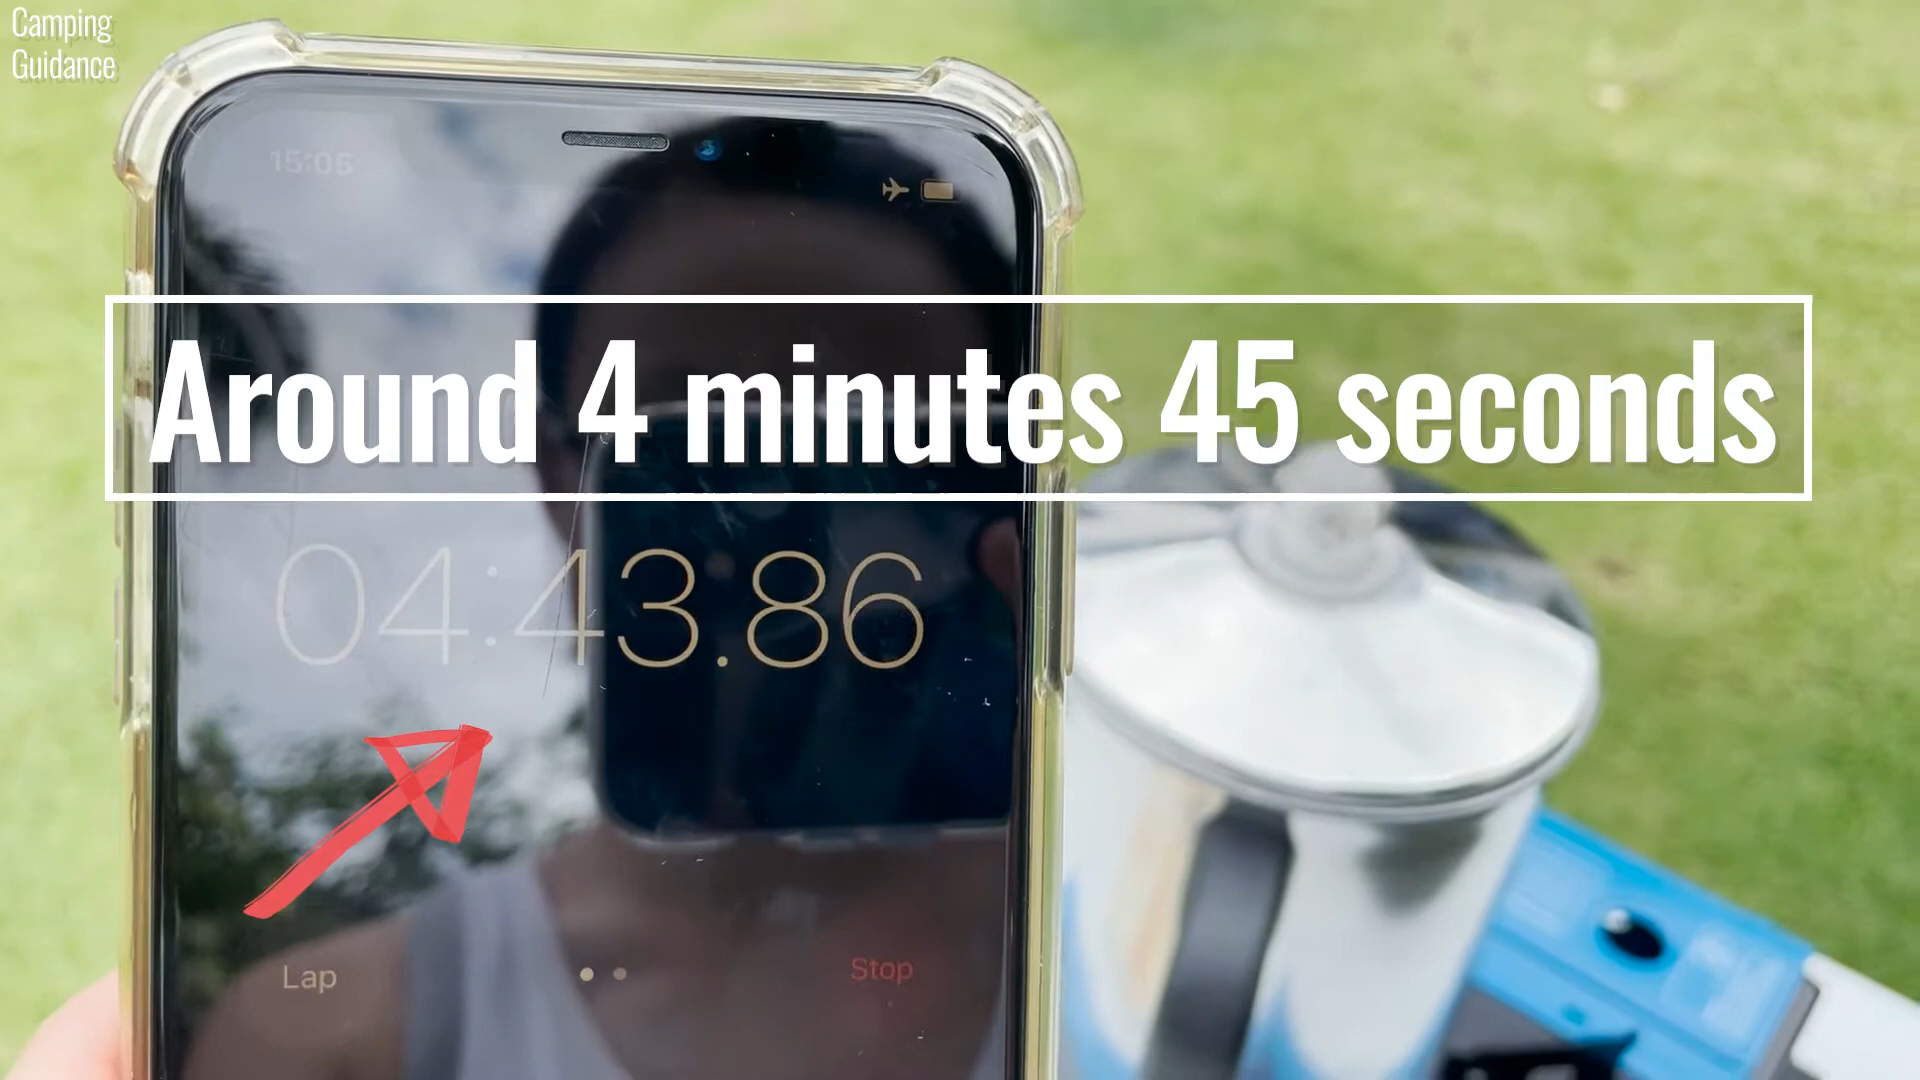 Camping
Guidance
15:05
Around 4 minutes 45 seconds
04:43.86
Lap
Stop